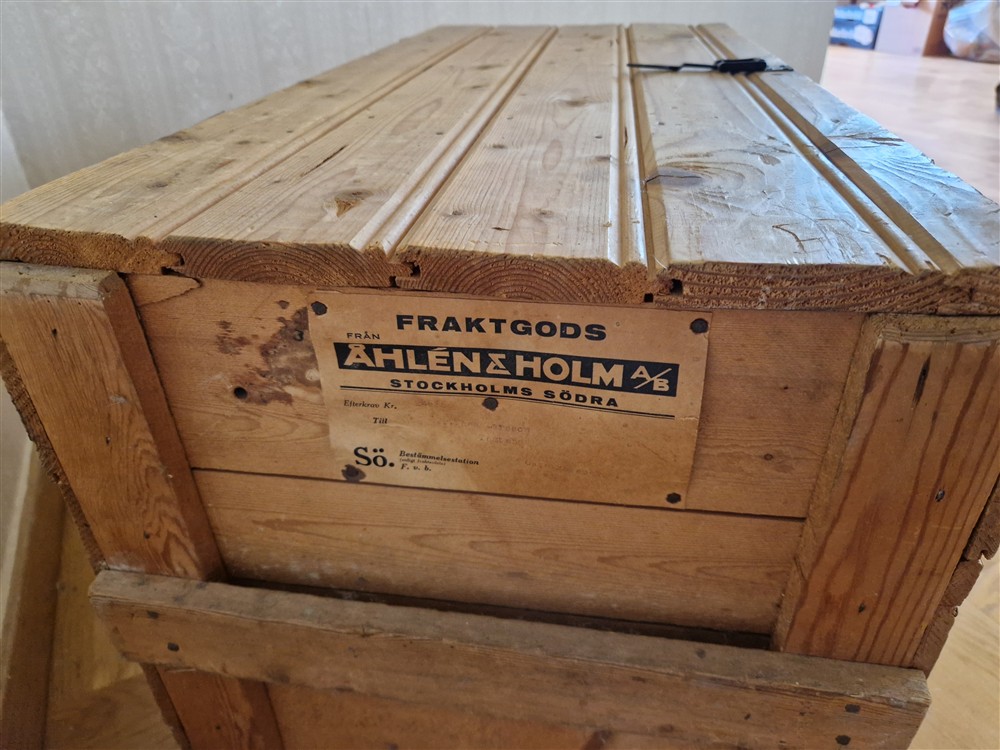 FRAKTGODS
FRÅN
ÅHLÉN & HOLM A/B
STOCKHOLMS SÖDRA
Efterkrav Kr.
Till
Sö. Bestämmelsestation
F. v. b.